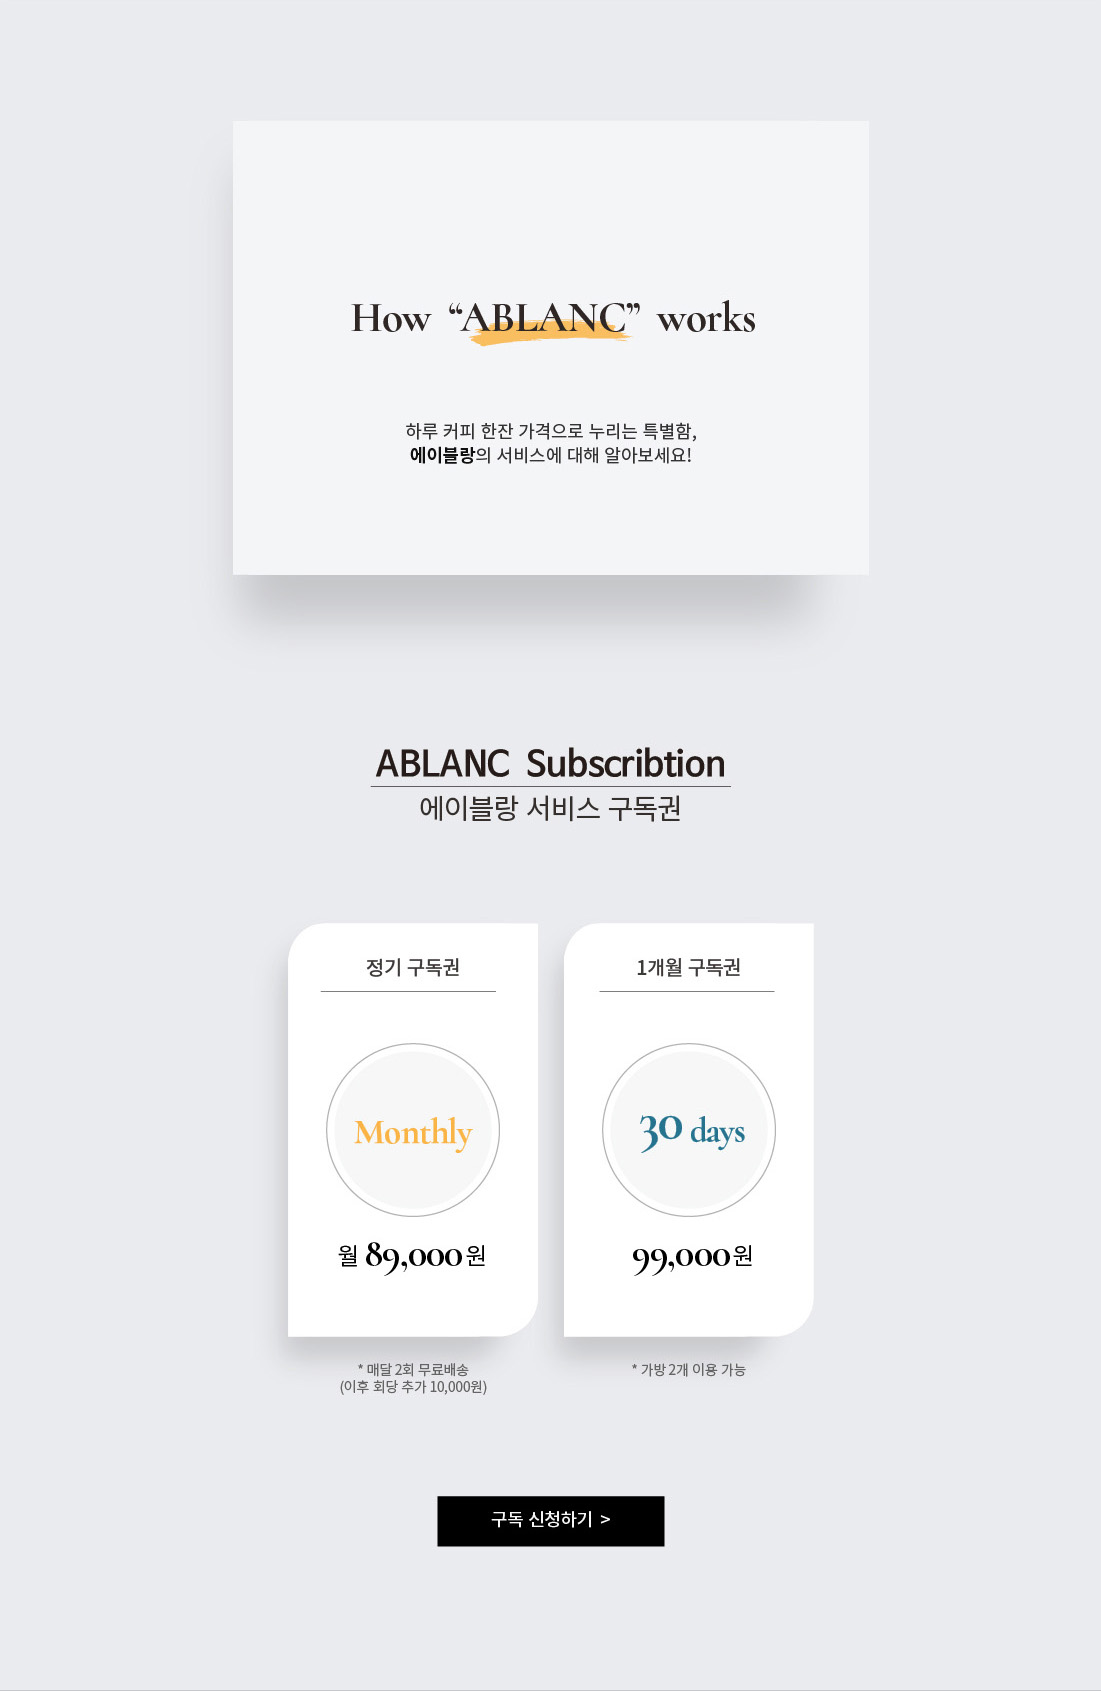 How “ABLANC” works
하루 커피 한잔 가격으로 누리는 특별함,
에이블랑의 서비스에 대해 알아보세요!
ABLANC Subscribtion
에이블랑 서비스 구독권
정기 구독권
Monthly
월 89,000원
* 매달 2회 무료배송
(이후 회당 추가 10,000원)
1개월 구독권
30 days
99,000원
* 가방 2개 이용 가능
구독 신청하기 >